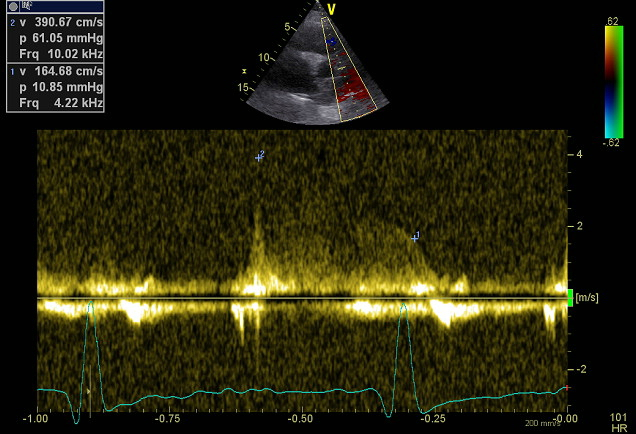 2 v 390.67 cm/s
p 61.05 mmHg
Frq 10.02 kHz
1 v 164.68 cm/s
p 10.85 mmHg
Frq 4.22 kHz
V
5
10
15
.62
-.62
2
1
4
2
[m/s]
-2
-1.00 -0.75 -0.50 -0.25 -0.00
200 mm/s
101
HR